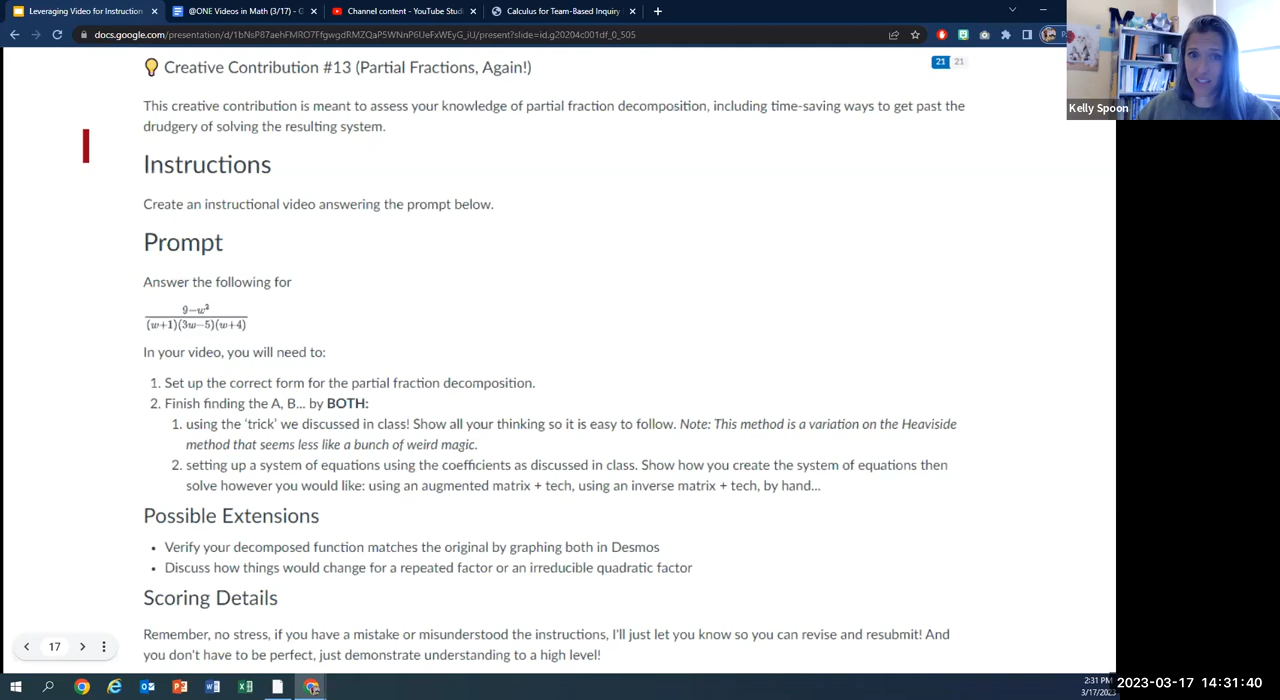 Leveraging Video for Instruction
@ONE Videos in Math (3/17) - G
Channel content - YouTube Studi
Calculus for Team-Based Inquiry
docs.google.com/presentation/d/1bNsP87aehFMRO7FfgwgdRMZQaP5WNnP6UeFxWEyG_iU/present?slide=id.g20204c001df_0_505
Kelly Spoon
Creative Contribution #13 (Partial Fractions, Again!)
21 21
This creative contribution is meant to assess your knowledge of partial fraction decomposition, including time-saving ways to get past the
drudgery of solving the resulting system.
Instructions
Create an instructional video answering the prompt below.
Prompt
Answer the following for
9−w²
(w+1)(3w−5)(w+4)
In your video, you will need to:
1. Set up the correct form for the partial fraction decomposition.
2. Finish finding the A, B... by BOTH:
1. using the ‘trick’ we discussed in class! Show all your thinking so it is easy to follow. Note: This method is a variation on the Heaviside
method that seems less like a bunch of weird magic.
2. setting up a system of equations using the coefficients as discussed in class. Show how you create the system of equations then
solve however you would like: using an augmented matrix + tech, using an inverse matrix + tech, by hand...
Possible Extensions
• Verify your decomposed function matches the original by graphing both in Desmos
• Discuss how things would change for a repeated factor or an irreducible quadratic factor
Scoring Details
Remember, no stress, if you have a mistake or misunderstood the instructions, I'll just let you know so you can revise and resubmit! And
you don't have to be perfect, just demonstrate understanding to a high level!
17
2:31 PM
3/17/2023
2023-03-17 14:31:40